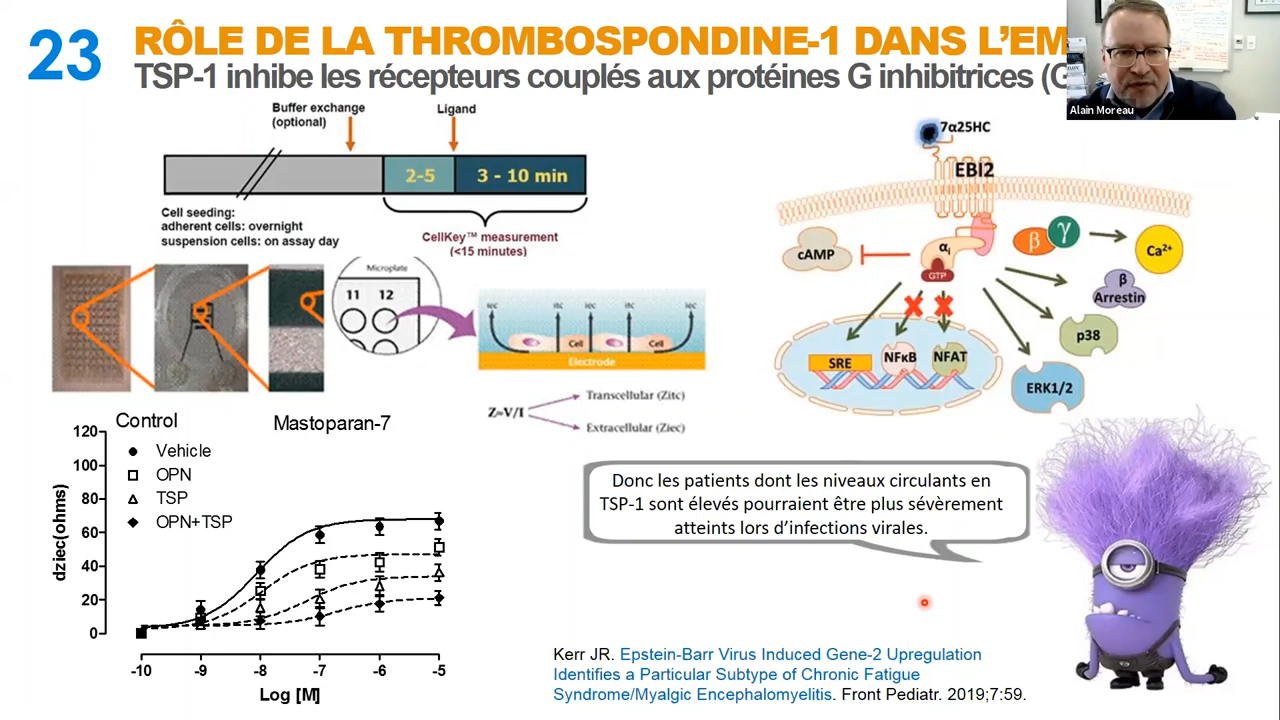 23
RÔLE DE LA THROMBOSPONDINE-1 DANS L'EM
TSP-1 inhibe les récepteurs couplés aux protéines G inhibitrices (G
Alain Moreau
Buffer exchange
(optional)
Ligand
2-5
3 - 10 min
Cell seeding:
adherent cells: overnight
suspension cells: on assay day
CellKey™ measurement
(<15 minutes)
Microplate
11 12
iec itc iec itc iec
Cell Cell
Electrode
Z=V/I
Transcellular (Zitc)
Extracellular (Ziec)
7α25HC
EBI2
cAMP
αi
GTP
β
γ
Ca2+
β
Arrestin
p38
ERK1/2
SRE
NFκB
NFAT
Control
Mastoparan-7
Vehicle
OPN
TSP
OPN+TSP
dziec(ohms)
120
100
80
60
40
20
0
-10 -9 -8 -7 -6 -5
Log [M]
Donc les patients dont les niveaux circulants en
TSP-1 sont élevés pourraient être plus sévèrement
atteints lors d'infections virales.
Kerr JR. Epstein-Barr Virus Induced Gene-2 Upregulation
Identifies a Particular Subtype of Chronic Fatigue
Syndrome/Myalgic Encephalomyelitis. Front Pediatr. 2019;7:59.